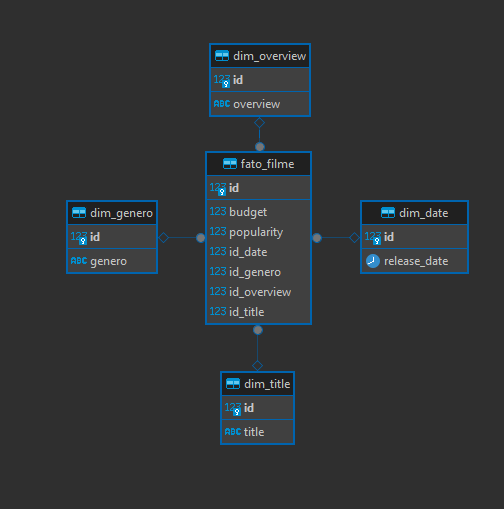 dim_overview
123 id
ABC overview
fato_filme
123 id
123 budget
123 popularity
123 id_date
123 id_genero
123 id_overview
123 id_title
dim_genero
123 id
ABC genero
dim_date
123 id
release_date
dim_title
123 id
ABC title